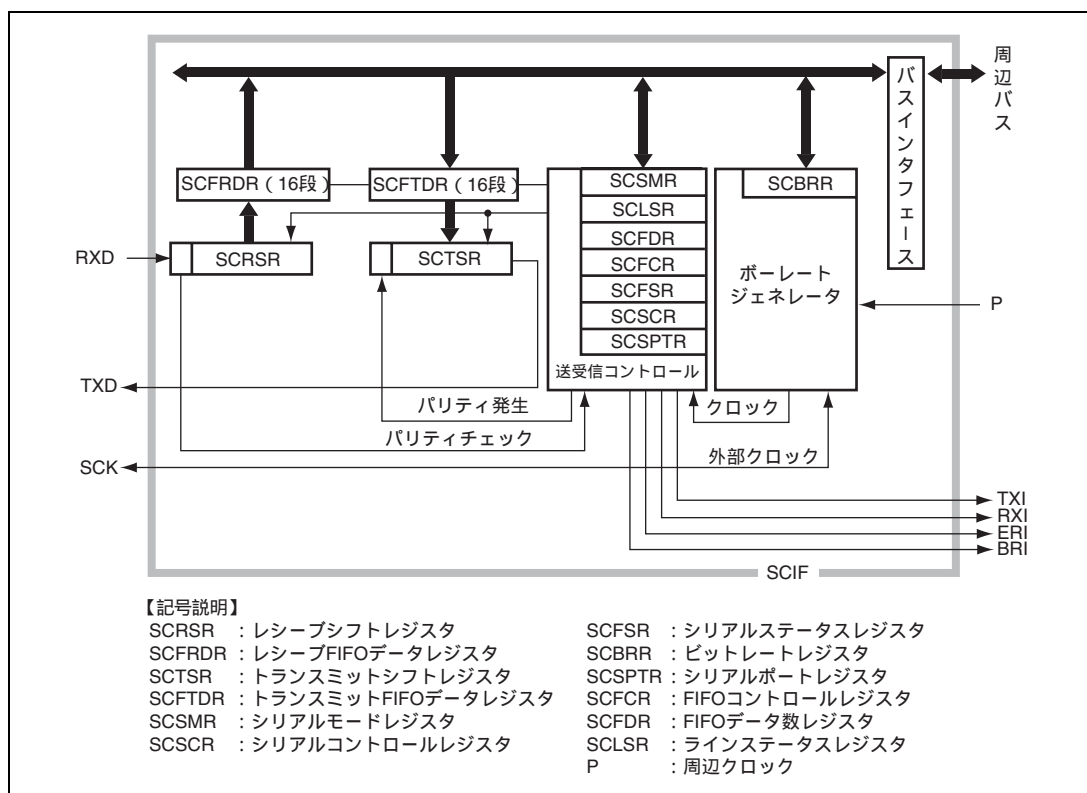 周辺バス
バスインタフェース
SCFRDR（16段）
SCFTDR（16段）
SCSMR
SCBRR
SCLSR
SCFDR
SCFCR
SCFSR
SCSCR
SCSPTR
送受信コントロール
RXD
SCRSR
SCTSR
ボーレート
ジェネレータ
P
TXD
パリティ発生
クロック
パリティチェック
SCK
外部クロック
TXI
RXI
ERI
BRI
SCIF
【記号説明】
SCRSR ：レシーブシフトレジスタ
SCFRDR ：レシーブFIFOデータレジスタ
SCTSR ：トランスミットシフトレジスタ
SCFTDR ：トランスミットFIFOデータレジスタ
SCSMR ：シリアルモードレジスタ
SCSCR ：シリアルコントロールレジスタ
SCFSR ：シリアルステータスレジスタ
SCBRR ：ビットレートレジスタ
SCSPTR ：シリアルポートレジスタ
SCFCR ：FIFOコントロールレジスタ
SCFDR ：FIFOデータ数レジスタ
SCLSR ：ラインステータスレジスタ
P ：周辺クロック